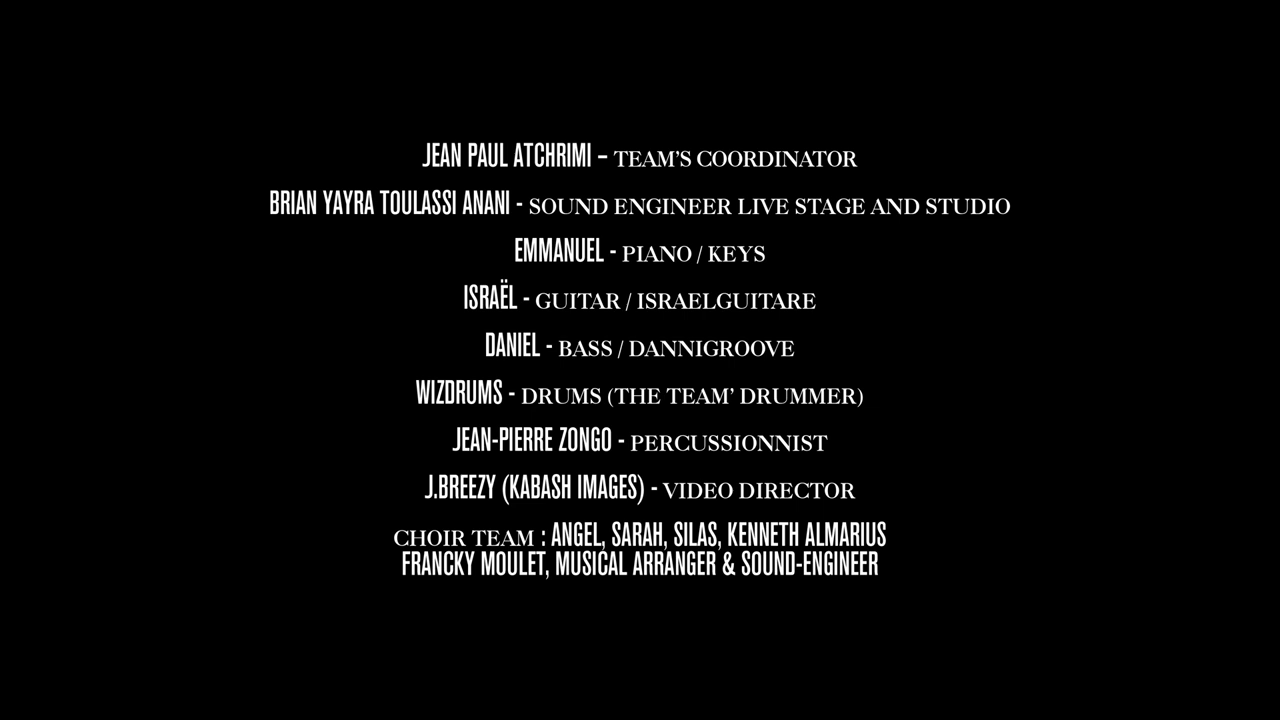 JEAN PAUL ATCHRIMI – TEAM'S COORDINATOR
BRIAN YAYRA TOULASSI ANANI - SOUND ENGINEER LIVE STAGE AND STUDIO
EMMANUEL - PIANO / KEYS
ISRAËL - GUITAR / ISRAELGUITARE
DANIEL - BASS / DANNIGROOVE
WIZDRUMS - DRUMS (THE TEAM' DRUMMER)
JEAN-PIERRE ZONGO - PERCUSSIONNIST
J.BREEZY (KABASH IMAGES) - VIDEO DIRECTOR
CHOIR TEAM : ANGEL, SARAH, SILAS, KENNETH ALMARIUS
FRANCKY MOULET, MUSICAL ARRANGER & SOUND-ENGINEER